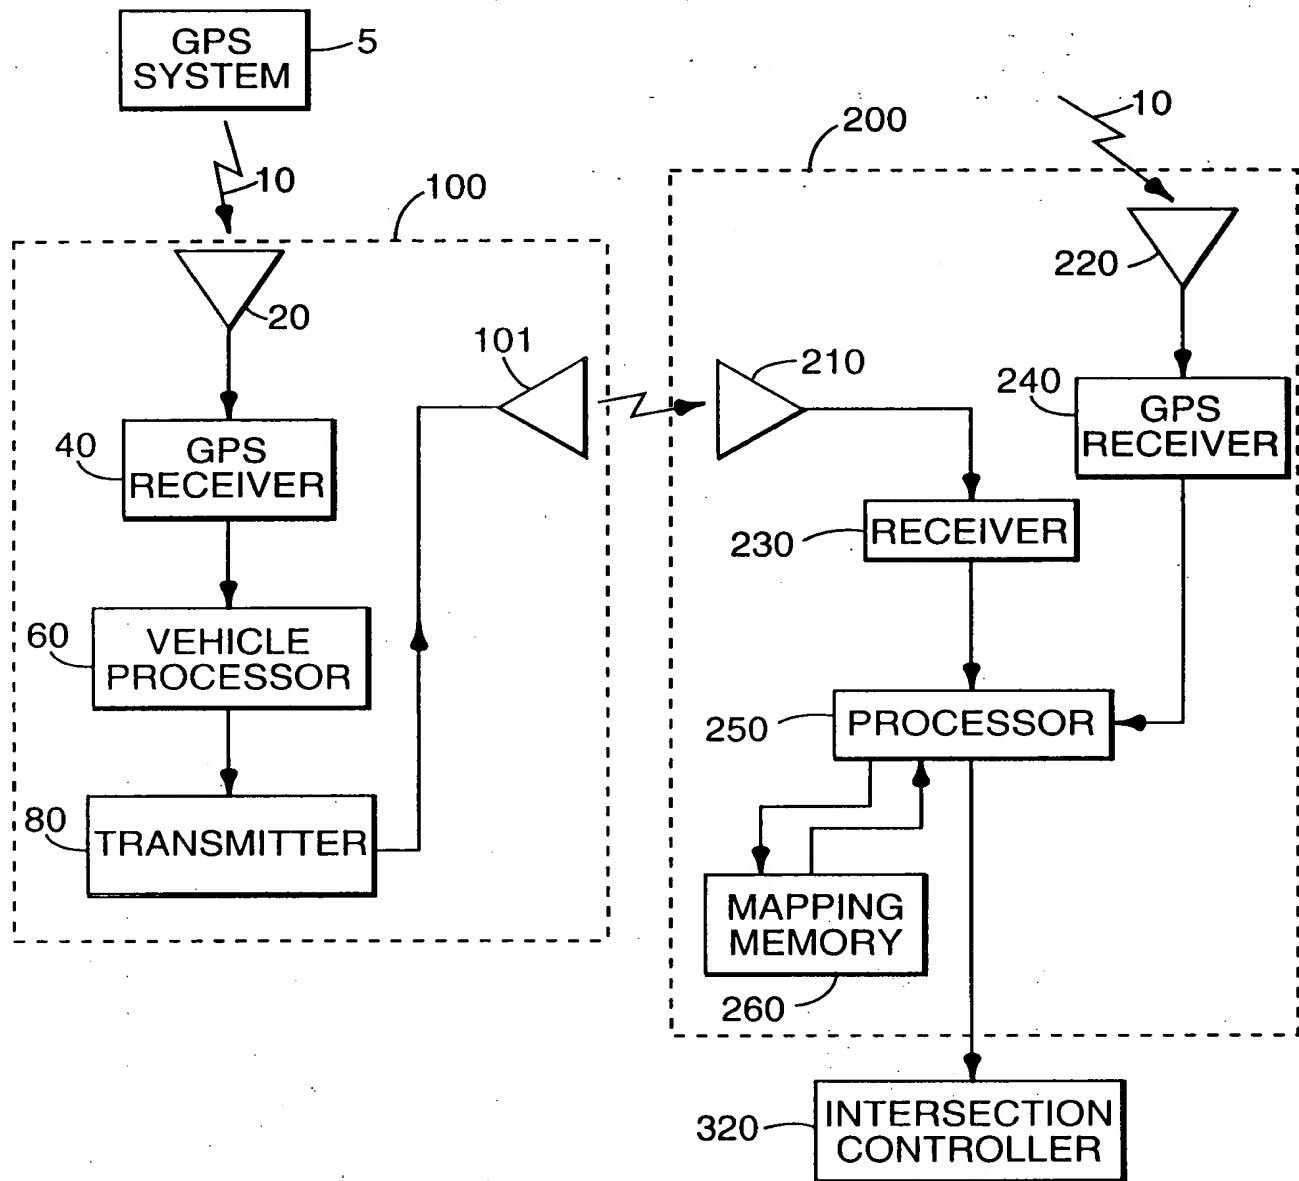 GPS
SYSTEM
5
10
100
20
40
GPS
RECEIVER
60
VEHICLE
PROCESSOR
80
TRANSMITTER
101
200
10
220
210
240
GPS
RECEIVER
230
RECEIVER
250
PROCESSOR
MAPPING
MEMORY
260
320
INTERSECTION
CONTROLLER